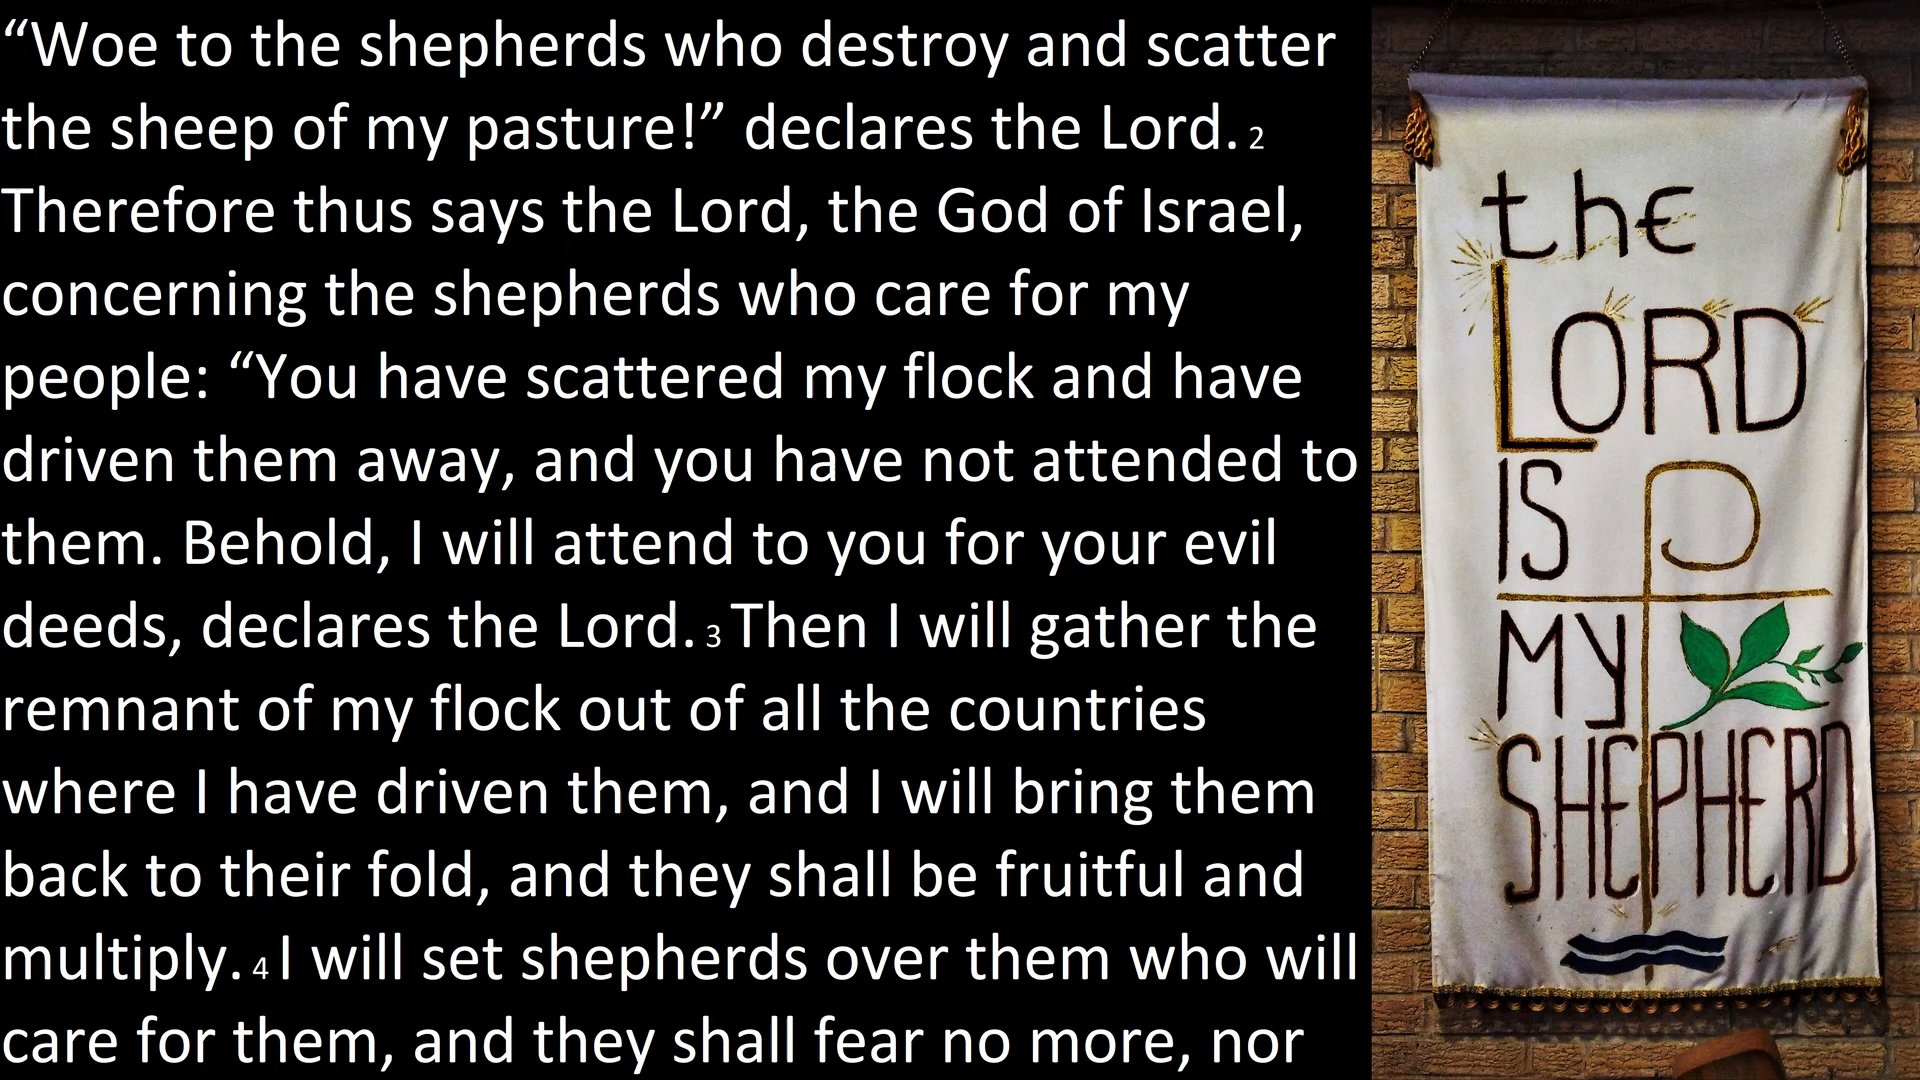 “Woe to the shepherds who destroy and scatter
the sheep of my pasture!” declares the Lord. 2
Therefore thus says the Lord, the God of Israel,
concerning the shepherds who care for my
people: “You have scattered my flock and have
driven them away, and you have not attended to
them. Behold, I will attend to you for your evil
deeds, declares the Lord. 3 Then I will gather the
remnant of my flock out of all the countries
where I have driven them, and I will bring them
back to their fold, and they shall be fruitful and
multiply. 4 I will set shepherds over them who will
care for them, and they shall fear no more, nor
the
LORD
IS
MY
SHEPHERD